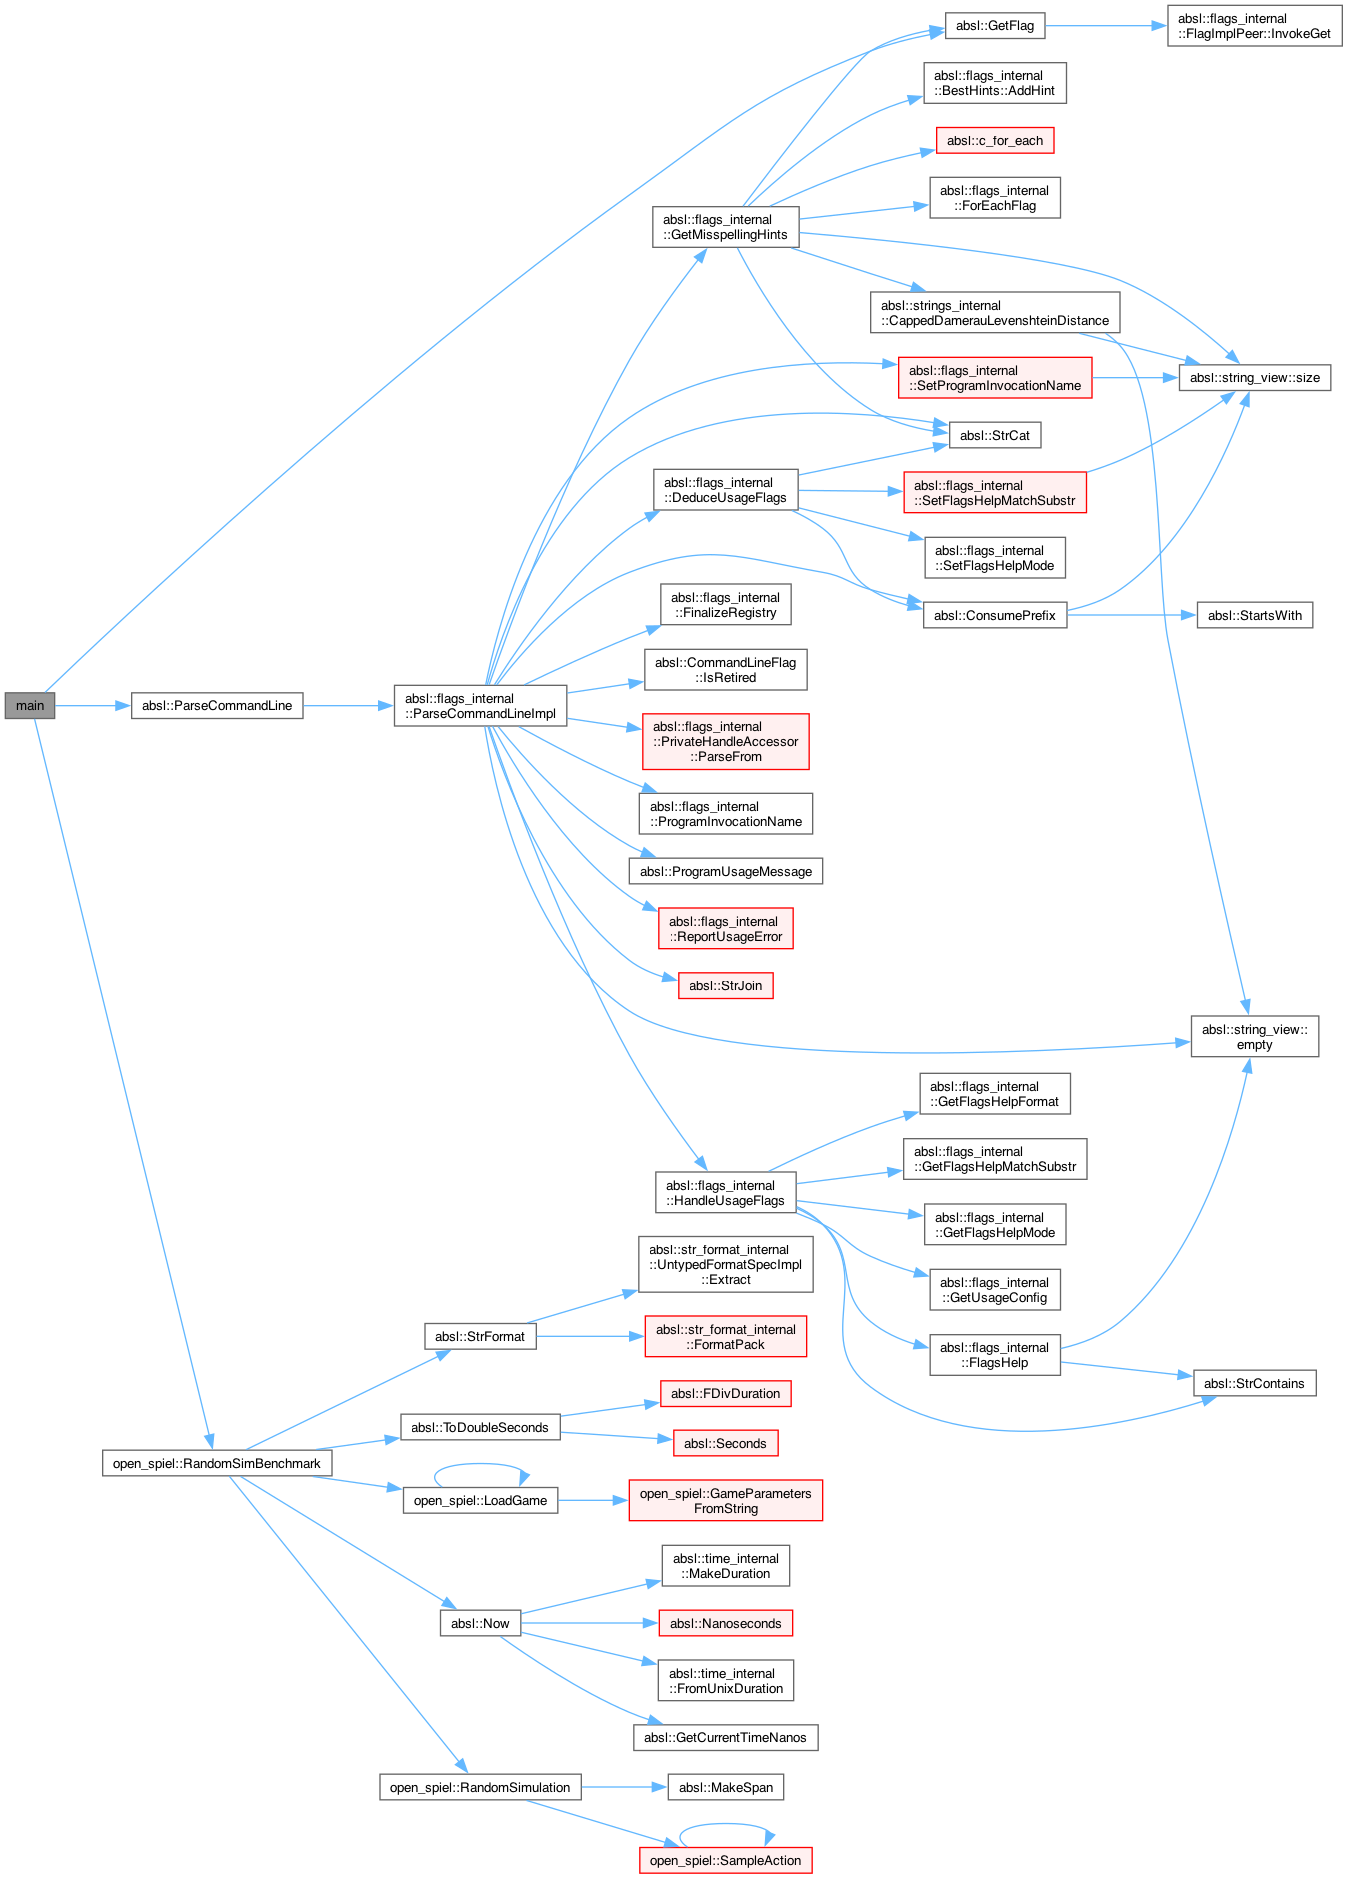 main
absl::ParseCommandLine
absl::flags_internal
::ParseCommandLineImpl
absl::flags_internal
::GetMisspellingHints
absl::GetFlag
absl::flags_internal
::FlagImplPeer::InvokeGet
absl::flags_internal
::BestHints::AddHint
absl::c_for_each
absl::flags_internal
::ForEachFlag
absl::strings_internal
::CappedDamerauLevenshteinDistance
absl::flags_internal
::SetProgramInvocationName
absl::string_view::size
absl::StrCat
absl::flags_internal
::DeduceUsageFlags
absl::flags_internal
::SetFlagsHelpMatchSubstr
absl::flags_internal
::SetFlagsHelpMode
absl::ConsumePrefix
absl::StartsWith
absl::flags_internal
::FinalizeRegistry
absl::CommandLineFlag
::IsRetired
absl::flags_internal
::PrivateHandleAccessor
::ParseFrom
absl::flags_internal
::ProgramInvocationName
absl::ProgramUsageMessage
absl::flags_internal
::ReportUsageError
absl::StrJoin
absl::string_view::
empty
absl::flags_internal
::HandleUsageFlags
absl::flags_internal
::GetFlagsHelpFormat
absl::flags_internal
::GetFlagsHelpMatchSubstr
absl::flags_internal
::GetFlagsHelpMode
absl::flags_internal
::GetUsageConfig
absl::flags_internal
::FlagsHelp
absl::StrContains
open_spiel::RandomSimBenchmark
absl::StrFormat
absl::str_format_internal
::UntypedFormatSpecImpl
::Extract
absl::str_format_internal
::FormatPack
absl::ToDoubleSeconds
absl::FDivDuration
absl::Seconds
open_spiel::LoadGame
open_spiel::GameParameters
FromString
absl::Now
absl::time_internal
::MakeDuration
absl::Nanoseconds
absl::time_internal
::FromUnixDuration
absl::GetCurrentTimeNanos
open_spiel::RandomSimulation
absl::MakeSpan
open_spiel::SampleAction